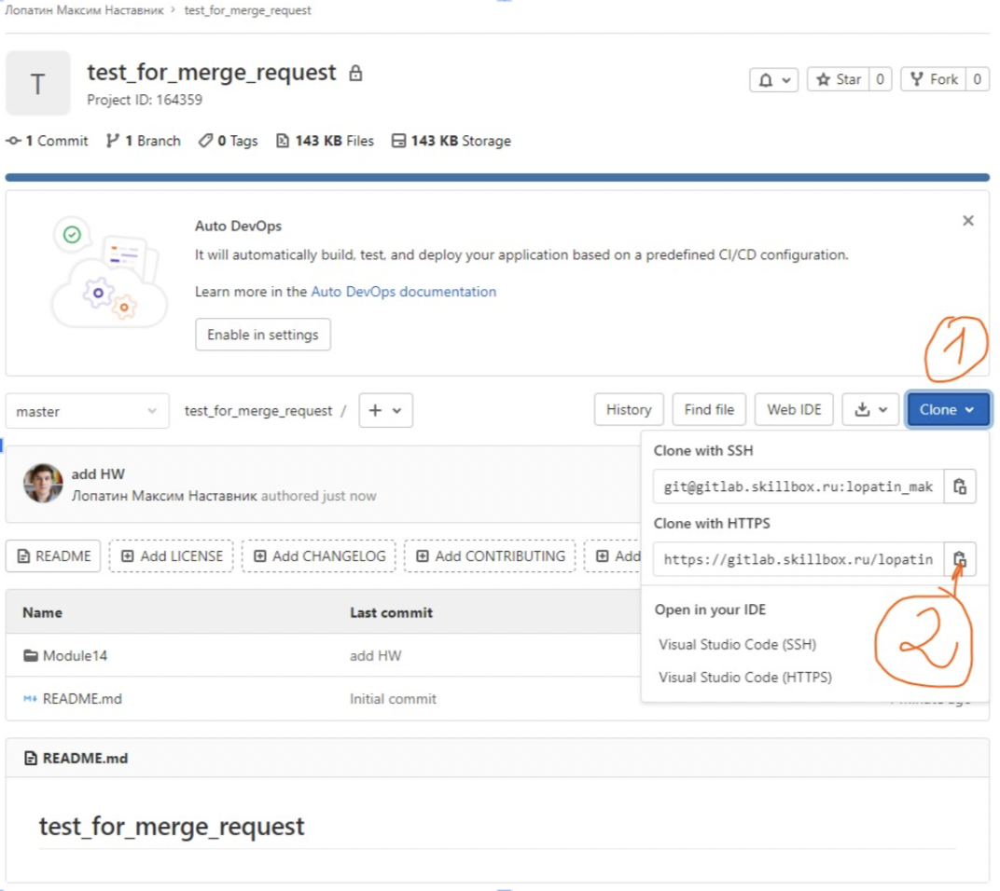 Лопатин Максим Наставник > test_for_merge_request
T
test_for_merge_request
Project ID: 164359
Star 0
Fork 0
1 Commit 1 Branch 0 Tags 143 KB Files 143 KB Storage
Auto DevOps
It will automatically build, test, and deploy your application based on a predefined CI/CD configuration.
Learn more in the Auto DevOps documentation
Enable in settings
1
master
test_for_merge_request /
+
History
Find file
Web IDE
Clone
Clone with SSH
git@gitlab.skillbox.ru:lopatin_mak
Clone with HTTPS
https://gitlab.skillbox.ru/lopatin
Open in your IDE
Visual Studio Code (SSH)
Visual Studio Code (HTTPS)
2
add HW
Лопатин Максим Наставник authored just now
README
Add LICENSE
Add CHANGELOG
Add CONTRIBUTING
Add
Name Last commit
Module14 add HW
README.md Initial commit
README.md
test_for_merge_request